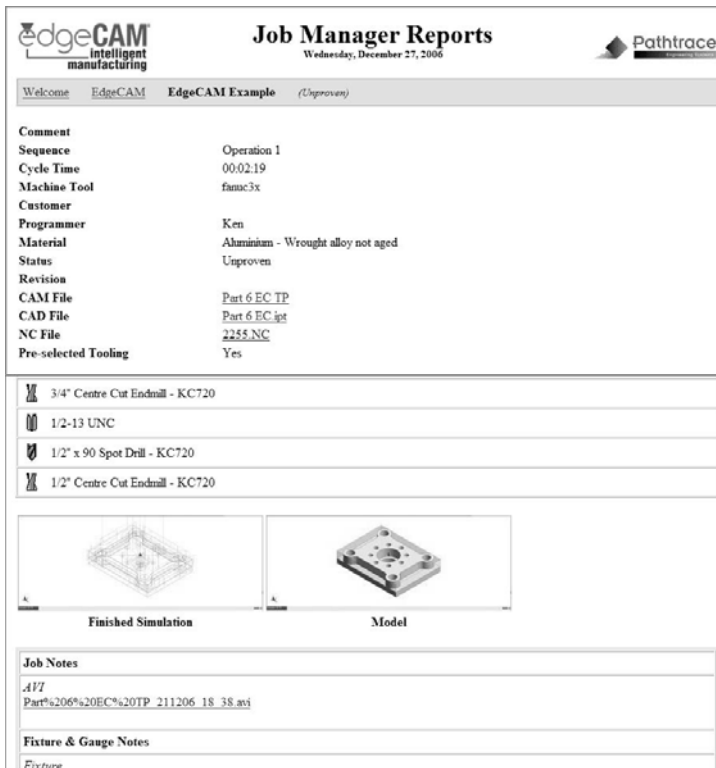 edgeCAM
intelligent
manufacturing
Job Manager Reports
Wednesday, December 27, 2006
Pathtrace
Welcome EdgeCAM EdgeCAM Example (Unproven)
Comment
Sequence Operation 1
Cycle Time 00:02:19
Machine Tool fanuc3x
Customer
Programmer Ken
Material Aluminium - Wrought alloy not aged
Status Unproven
Revision
CAM File Part 6 EC TP
CAD File Part 6 EC.ipt
NC File 2255.NC
Pre-selected Tooling Yes
3/4" Centre Cut Endmill - KC720
1/2-13 UNC
1/2" x 90 Spot Drill - KC720
1/2" Centre Cut Endmill - KC720
Finished Simulation Model
Job Notes
AVI
Part%206%20EC%20TP_211206_18_38.avi
Fixture & Gauge Notes
Fixture